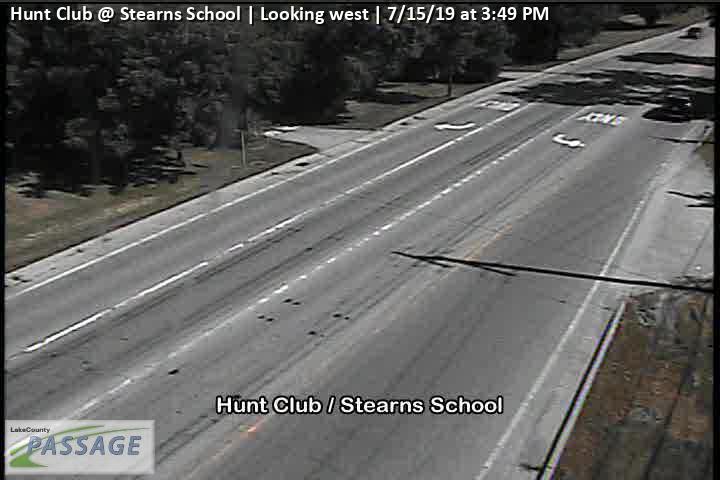 Hunt Club @ Stearns School | Looking west | 7/15/19 at 3:49 PM
ONLY
Hunt Club / Stearns School
LakeCounty
PASSAGE